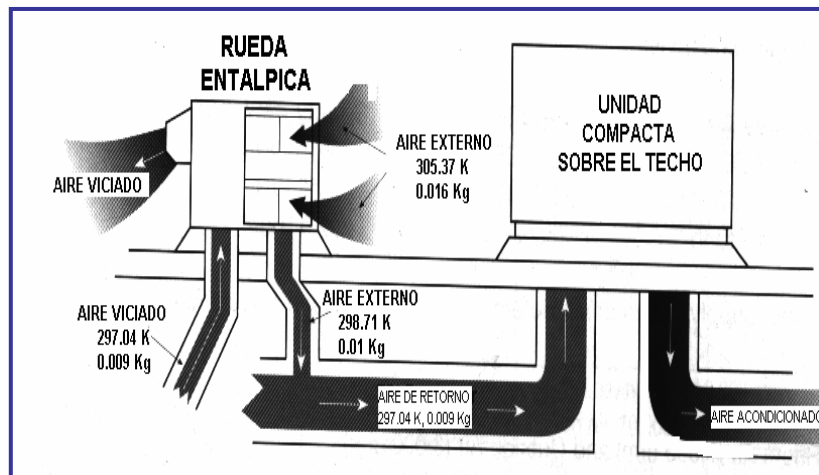 RUEDA
ENTALPICA
UNIDAD
COMPACTA
SOBRE EL TECHO
AIRE EXTERNO
305.37 K
0.016 Kg
AIRE VICIADO
AIRE VICIADO
297.04 K
0.009 Kg
AIRE EXTERNO
298.71 K
0.01 Kg
AIRE DE RETORNO
297.04 K, 0.009 Kg
AIRE ACONDICIONADO